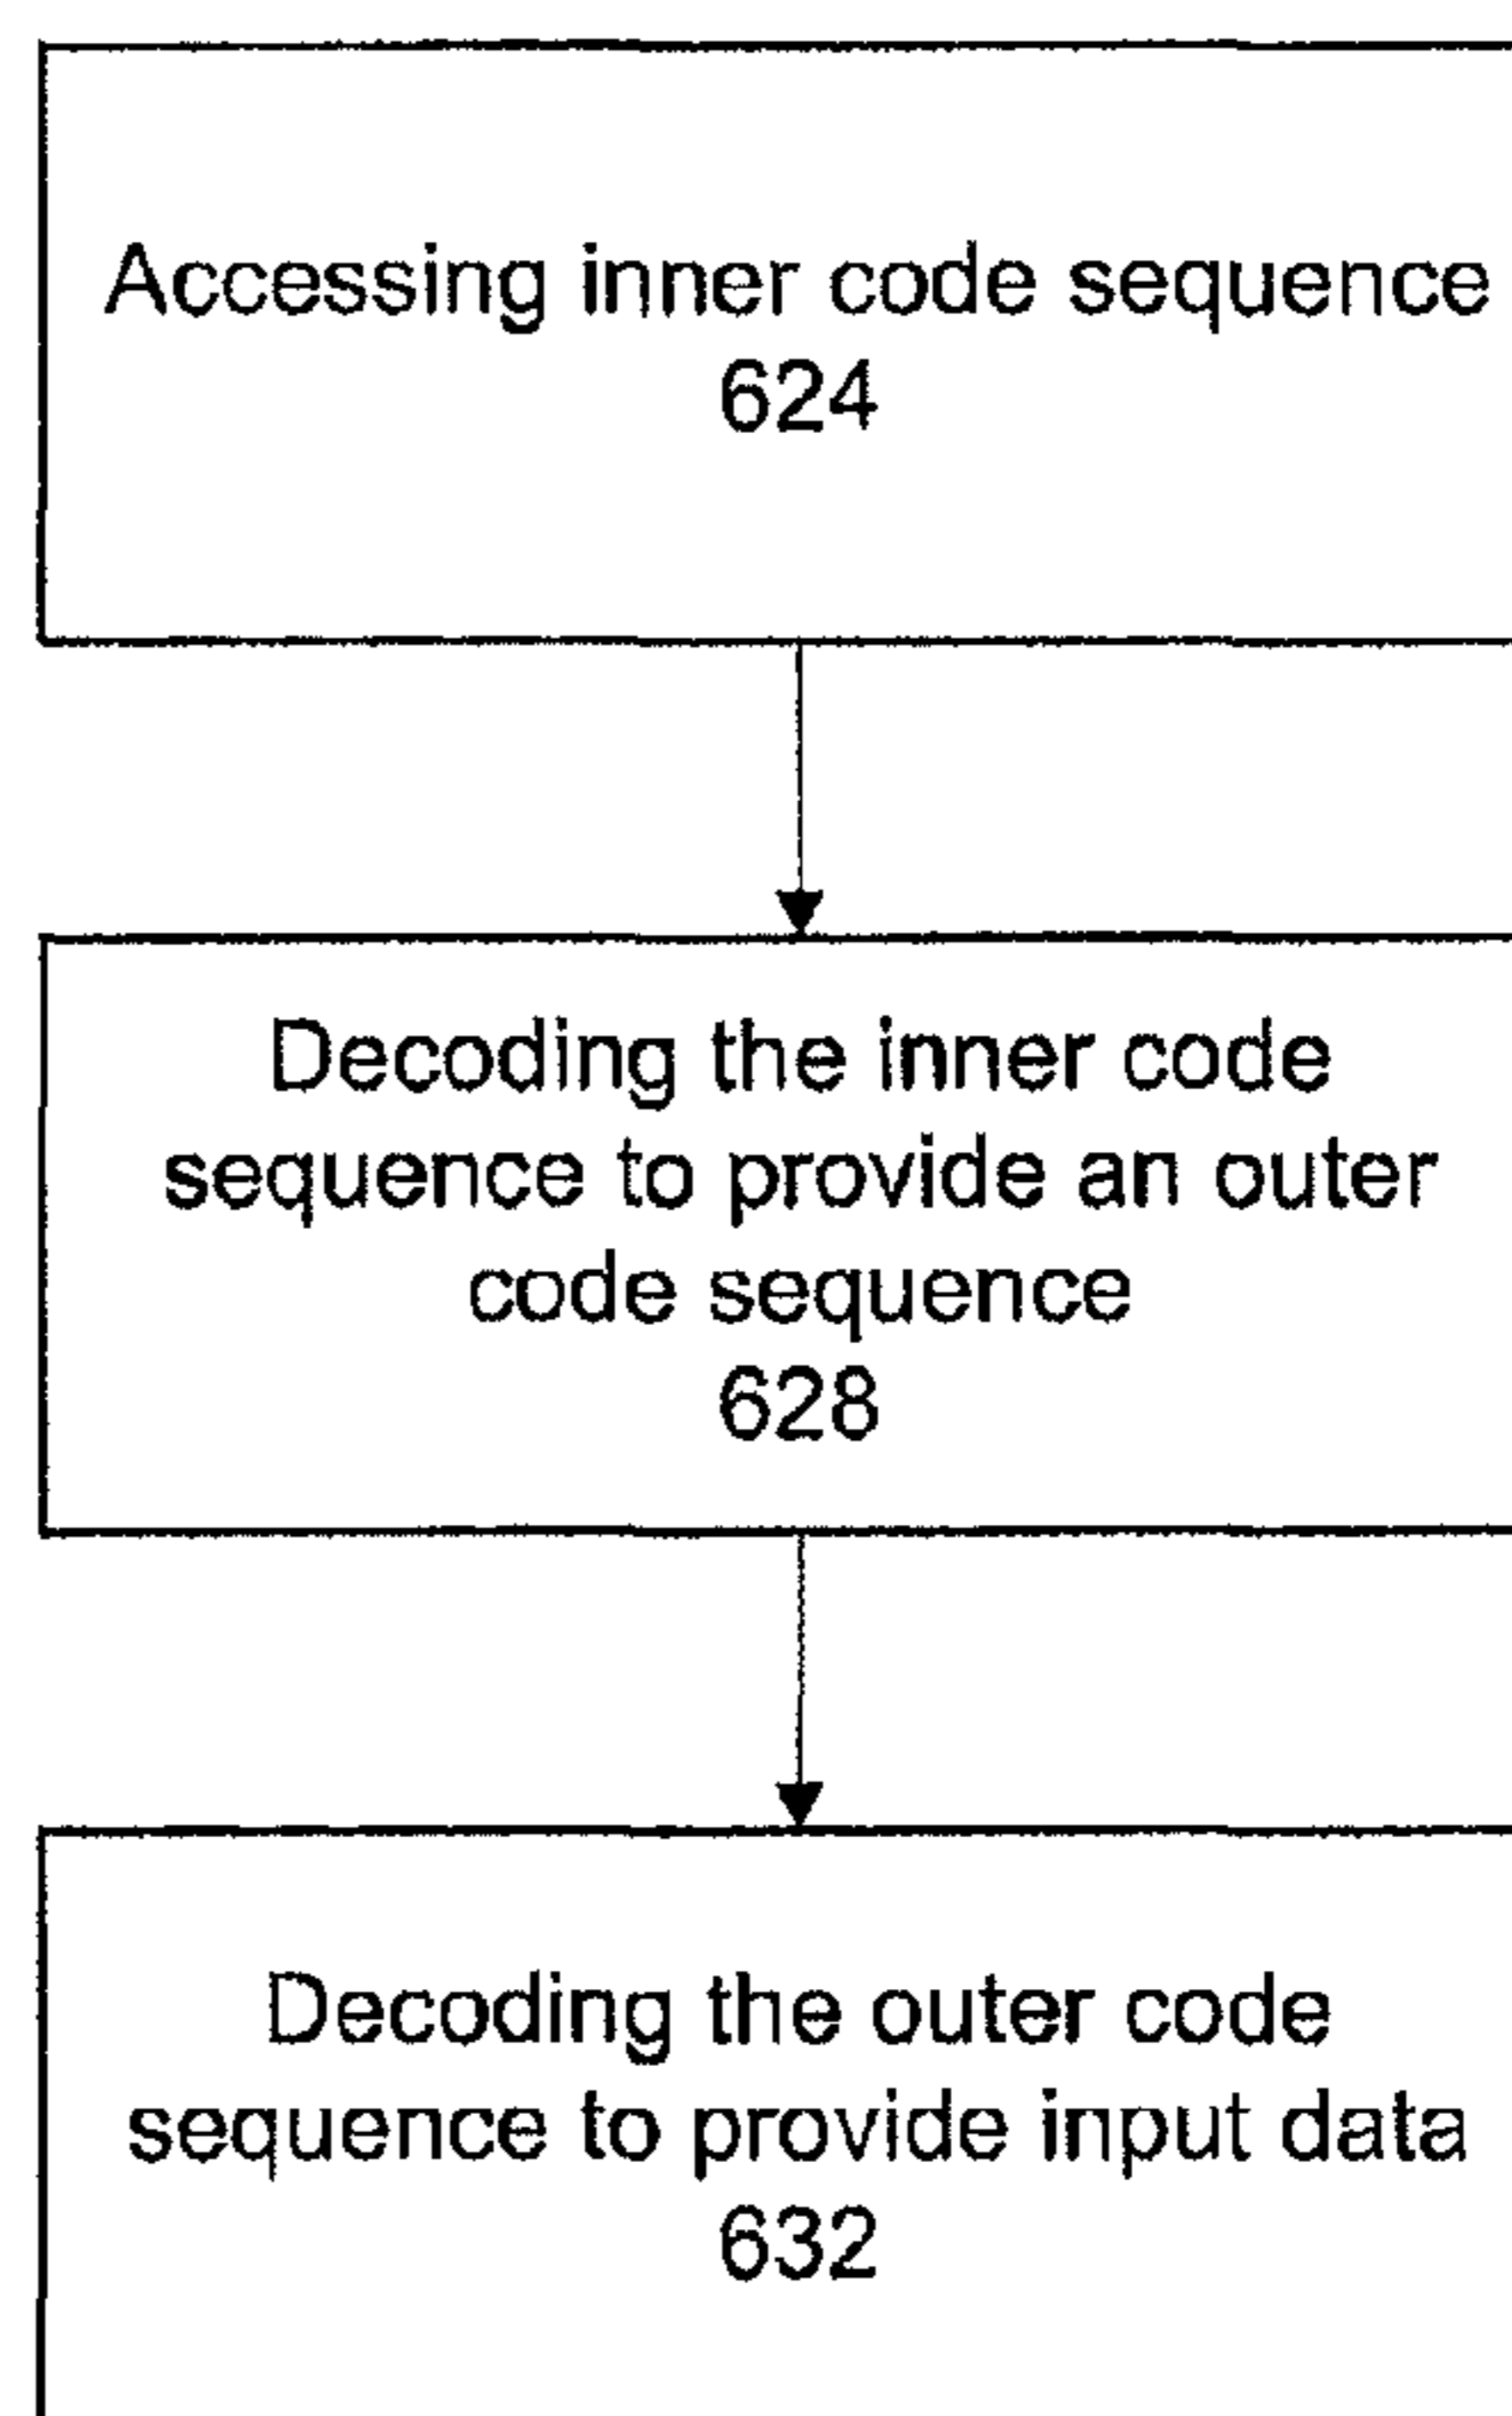 Accessing inner code sequence
624
Decoding the inner code
sequence to provide an outer
code sequence
628
Decoding the outer code
sequence to provide input data
632